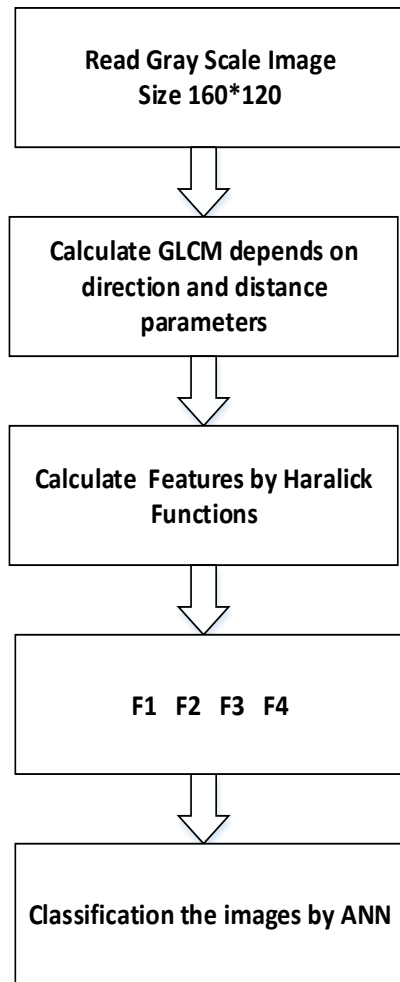 Read Gray Scale Image
Size 160*120
Calculate GLCM depends on
direction and distance
parameters
Calculate Features by Haralick
Functions
F1 F2 F3 F4
Classification the images by ANN